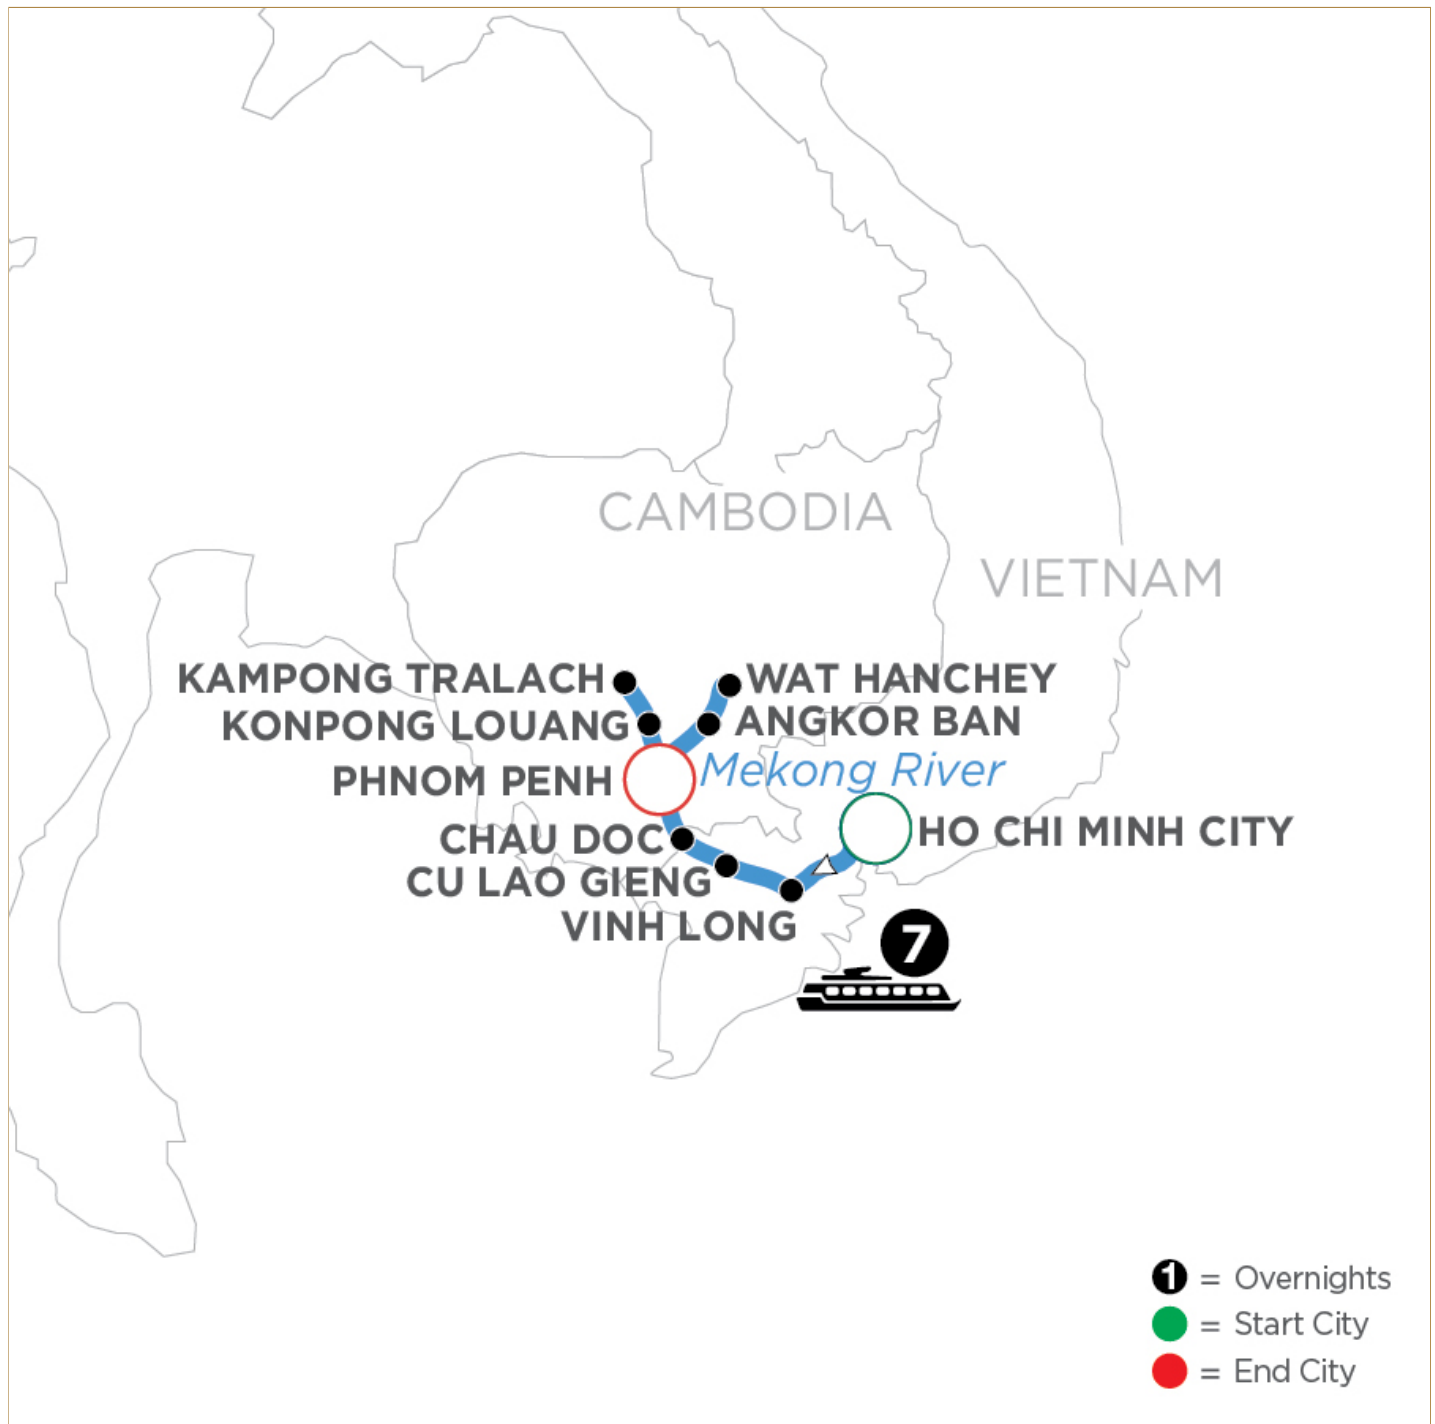 CAMBODIA
VIETNAM
KAMPONG TRALACH
WAT HANCHEY
KONPONG LOUANG
ANGKOR BAN
PHNOM PENH
Mekong River
CHAU DOC
HO CHI MINH CITY
CU LAO GIENG
VINH LONG
7
1 = Overnights
= Start City
= End City